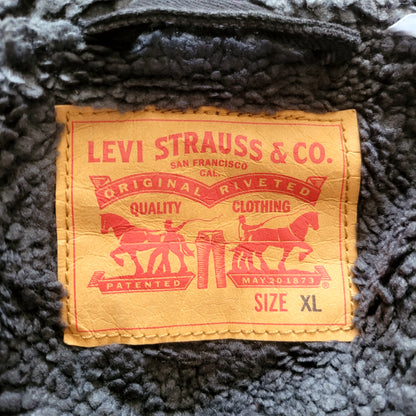 LEVI STRAUSS & CO.
SAN FRANCISCO
CAL.
ORIGINAL RIVETED
QUALITY CLOTHING
PATENTED MAY 20 1873
SIZE XL